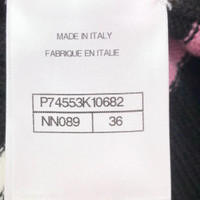 MADE IN ITALY
FABRIQUE EN ITALIE
P74553K10682
NN089 36